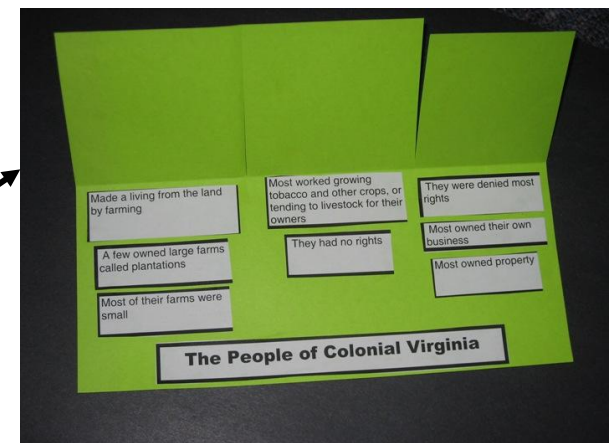 Made a living from the land
by farming
A few owned large farms
called plantations
Most of their farms were
small
Most worked growing
tobacco and other crops, or
tending to livestock for their
owners
They had no rights
They were denied most
rights
Most owned their own
business
Most owned property
The People of Colonial Virginia